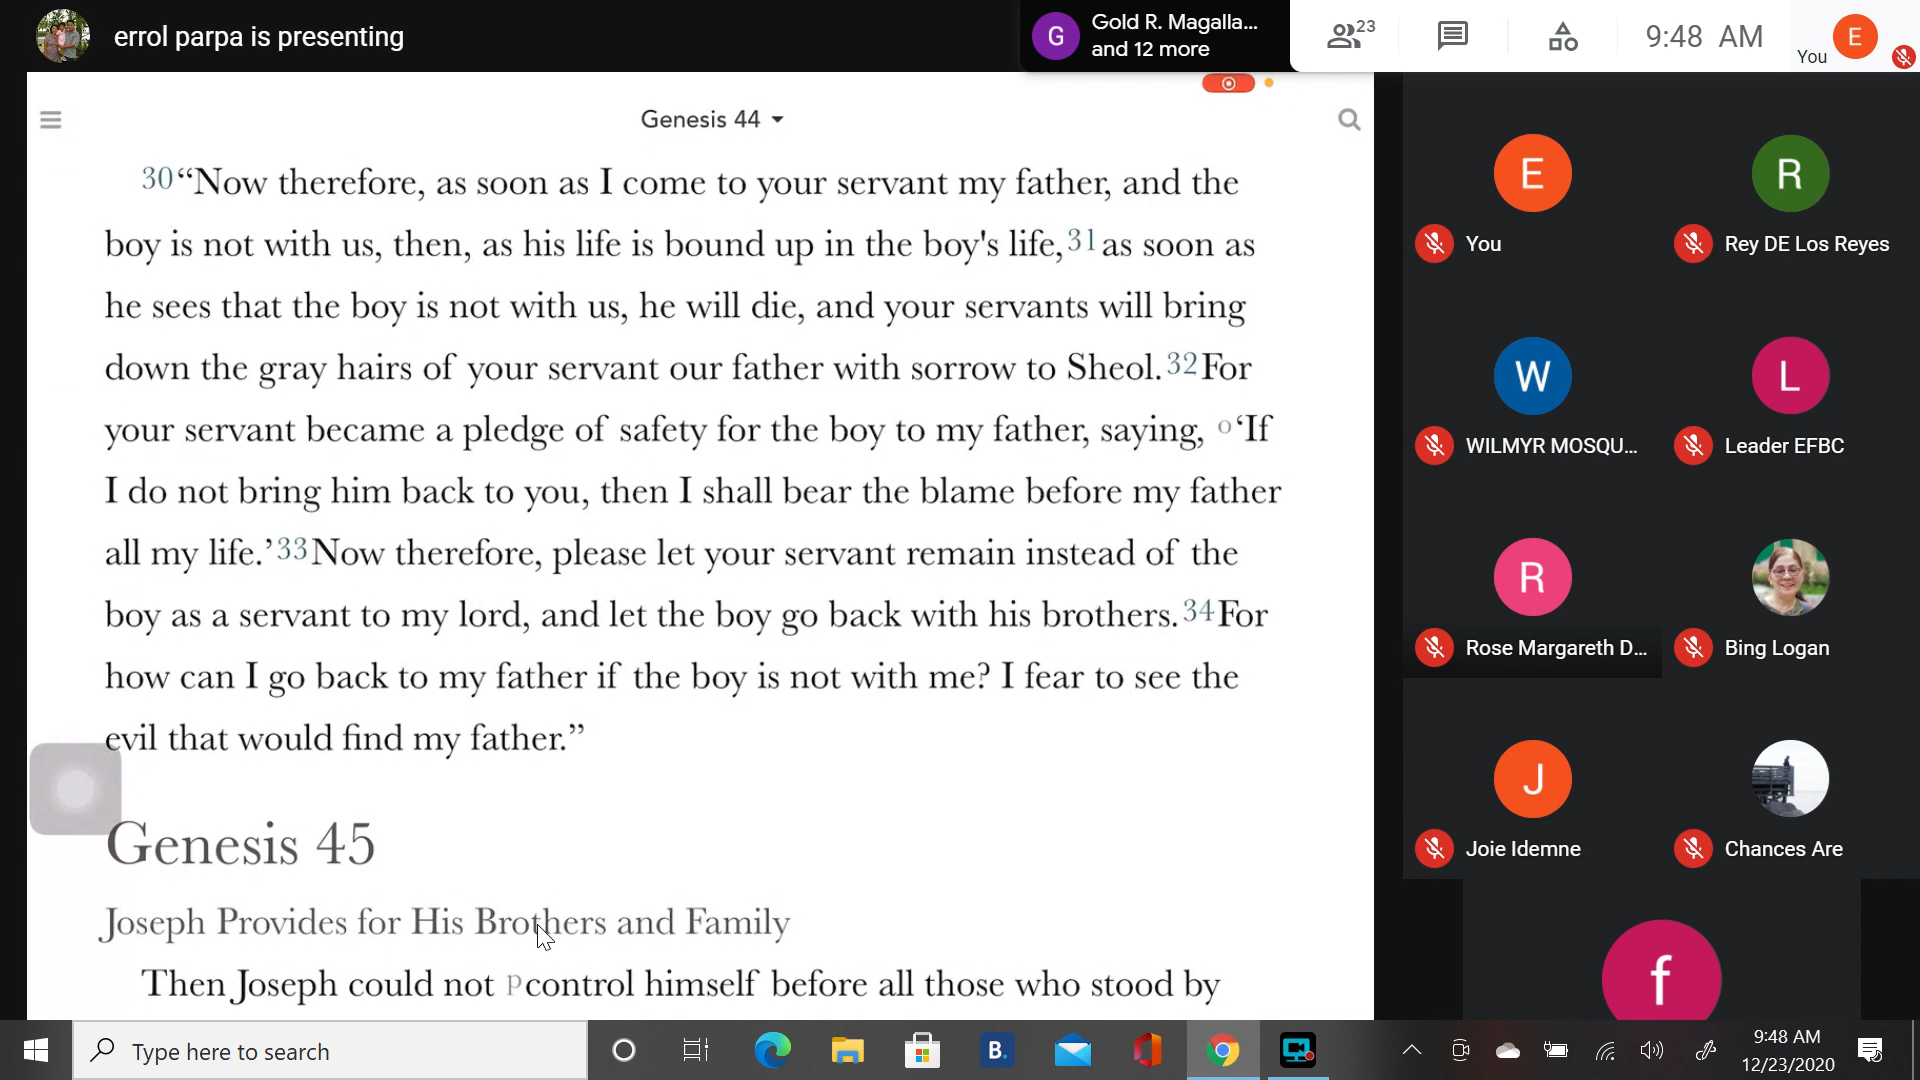 errol parpa is presenting
G
Gold R. Magalla...
and 12 more
23
9:48 AM
You
E
Genesis 44
30 “Now therefore, as soon as I come to your servant my father, and the
boy is not with us, then, as his life is bound up in the boy's life, 31 as soon as
he sees that the boy is not with us, he will die, and your servants will bring
down the gray hairs of your servant our father with sorrow to Sheol. 32 For
your servant became a pledge of safety for the boy to my father, saying, o ‘If
I do not bring him back to you, then I shall bear the blame before my father
all my life.’ 33 Now therefore, please let your servant remain instead of the
boy as a servant to my lord, and let the boy go back with his brothers. 34 For
how can I go back to my father if the boy is not with me? I fear to see the
evil that would find my father.”
Genesis 45
Joseph Provides for His Brothers and Family
Then Joseph could not p control himself before all those who stood by
E
You
R
Rey DE Los Reyes
W
WILMYR MOSQU...
L
Leader EFBC
R
Rose Margareth D...
Bing Logan
J
Joie Idemne
Chances Are
f
Type here to search
B.
9:48 AM
12/23/2020